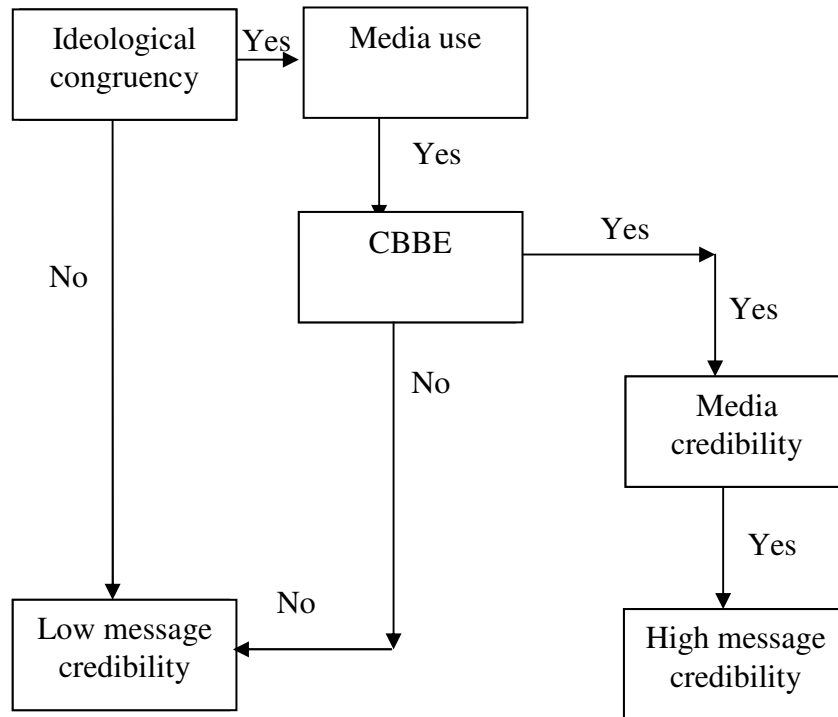 Ideological
congruency
Yes
Media use
Yes
CBBE
Yes
No
Yes
No
Media
credibility
Yes
No
Low message
credibility
High message
credibility